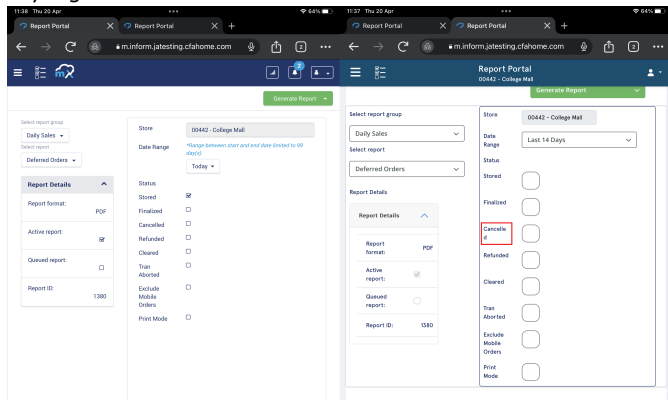 11:38 Thu 20 Apr
64%
Report Portal
Report Portal
m.inform.jatesting.cfahome.com
2
mx
2
Generate Report
Select report group
Daily Sales
Select report
Deferred Orders
Report Details
Report format:
PDF
Active report:
Queued report:
Report ID:
1380
Store
00442 - College Mall
Date Range
*Range between start and end date limited to 99
day(s).
Today
Status
Stored
Finalized
Cancelled
Refunded
Cleared
Tran
Aborted
Exclude
Mobile
Orders
Print Mode
11:37 Thu 20 Apr
64%
Report Portal
Report Portal
m.inform.jatesting.cfahome.com
2
Report Portal
00442 - College Mall
Generate Report
Select report group
Daily Sales
Select report
Deferred Orders
Report Details
Report Details
Report
format:
PDF
Active
report:
Queued
report:
Report ID:
1380
Store
00442 - College Mall
Date
Range
Last 14 Days
Status
Stored
Finalized
Cancelle
d
Refunded
Cleared
Tran
Aborted
Exclude
Mobile
Orders
Print
Mode